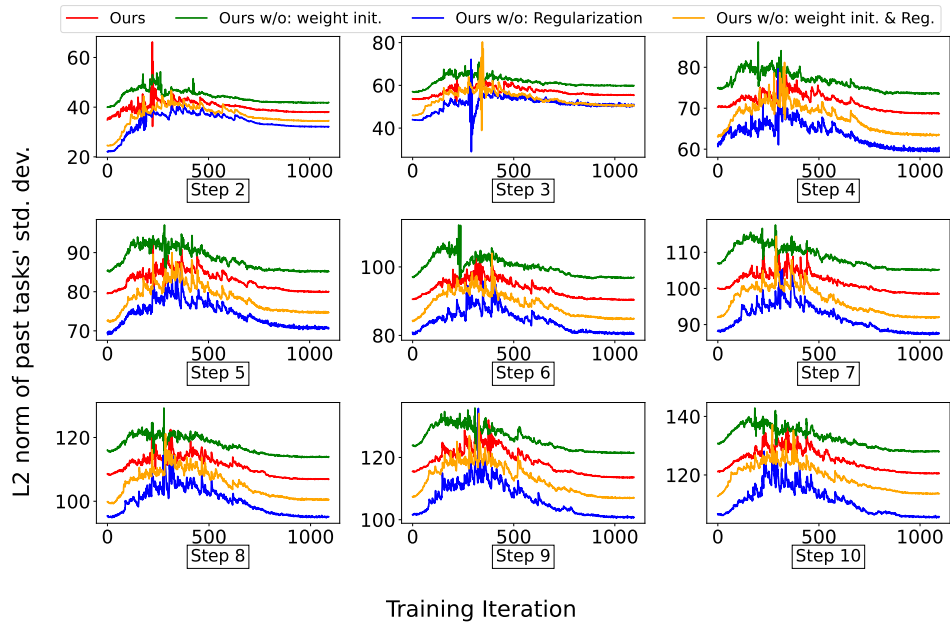 Ours Ours w/o: weight init. Ours w/o: Regularization Ours w/o: weight init. & Reg.
L2 norm of past tasks' std. dev.
60
40
20
0 500 1000
Step 2
80
60
40
0 500 1000
Step 3
80
70
60
0 500 1000
Step 4
90
80
70
0 500 1000
Step 5
100
80
0 500 1000
Step 6
110
100
90
0 500 1000
Step 7
120
100
0 500 1000
Step 8
120
100
0 500 1000
Step 9
140
120
0 500 1000
Step 10
Training Iteration